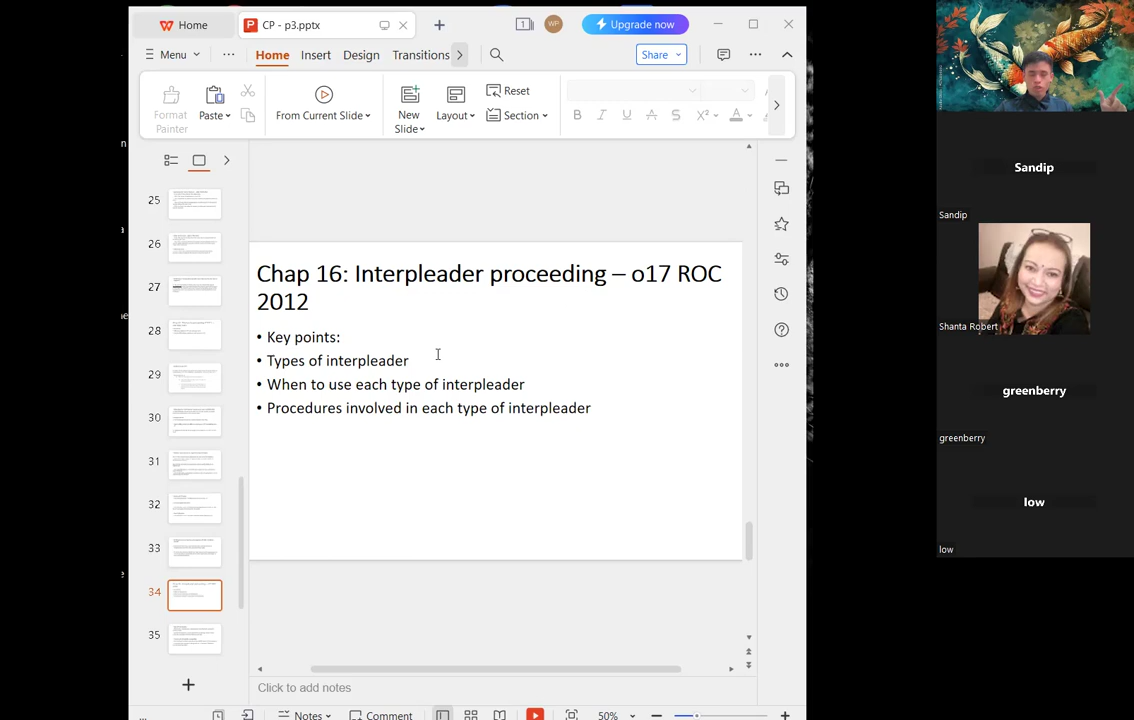 Home
CP - p3.pptx
1
WP
Upgrade now
Menu
Home
Insert
Design
Transitions
Share
Format
Painter
Paste
From Current Slide
New
Slide
Layout
Reset
Section
B I U A S X² A
25
26
27
28
29
30
31
32
33
34
35
Chap 16: Interpleader proceeding – o17 ROC
2012
• Key points:
• Types of interpleader
• When to use each type of interpleader
• Procedures involved in each type of interpleader
Click to add notes
Notes
Comment
50%
Sandip
Sandip
Shanta Robert
greenberry
greenberry
low
low